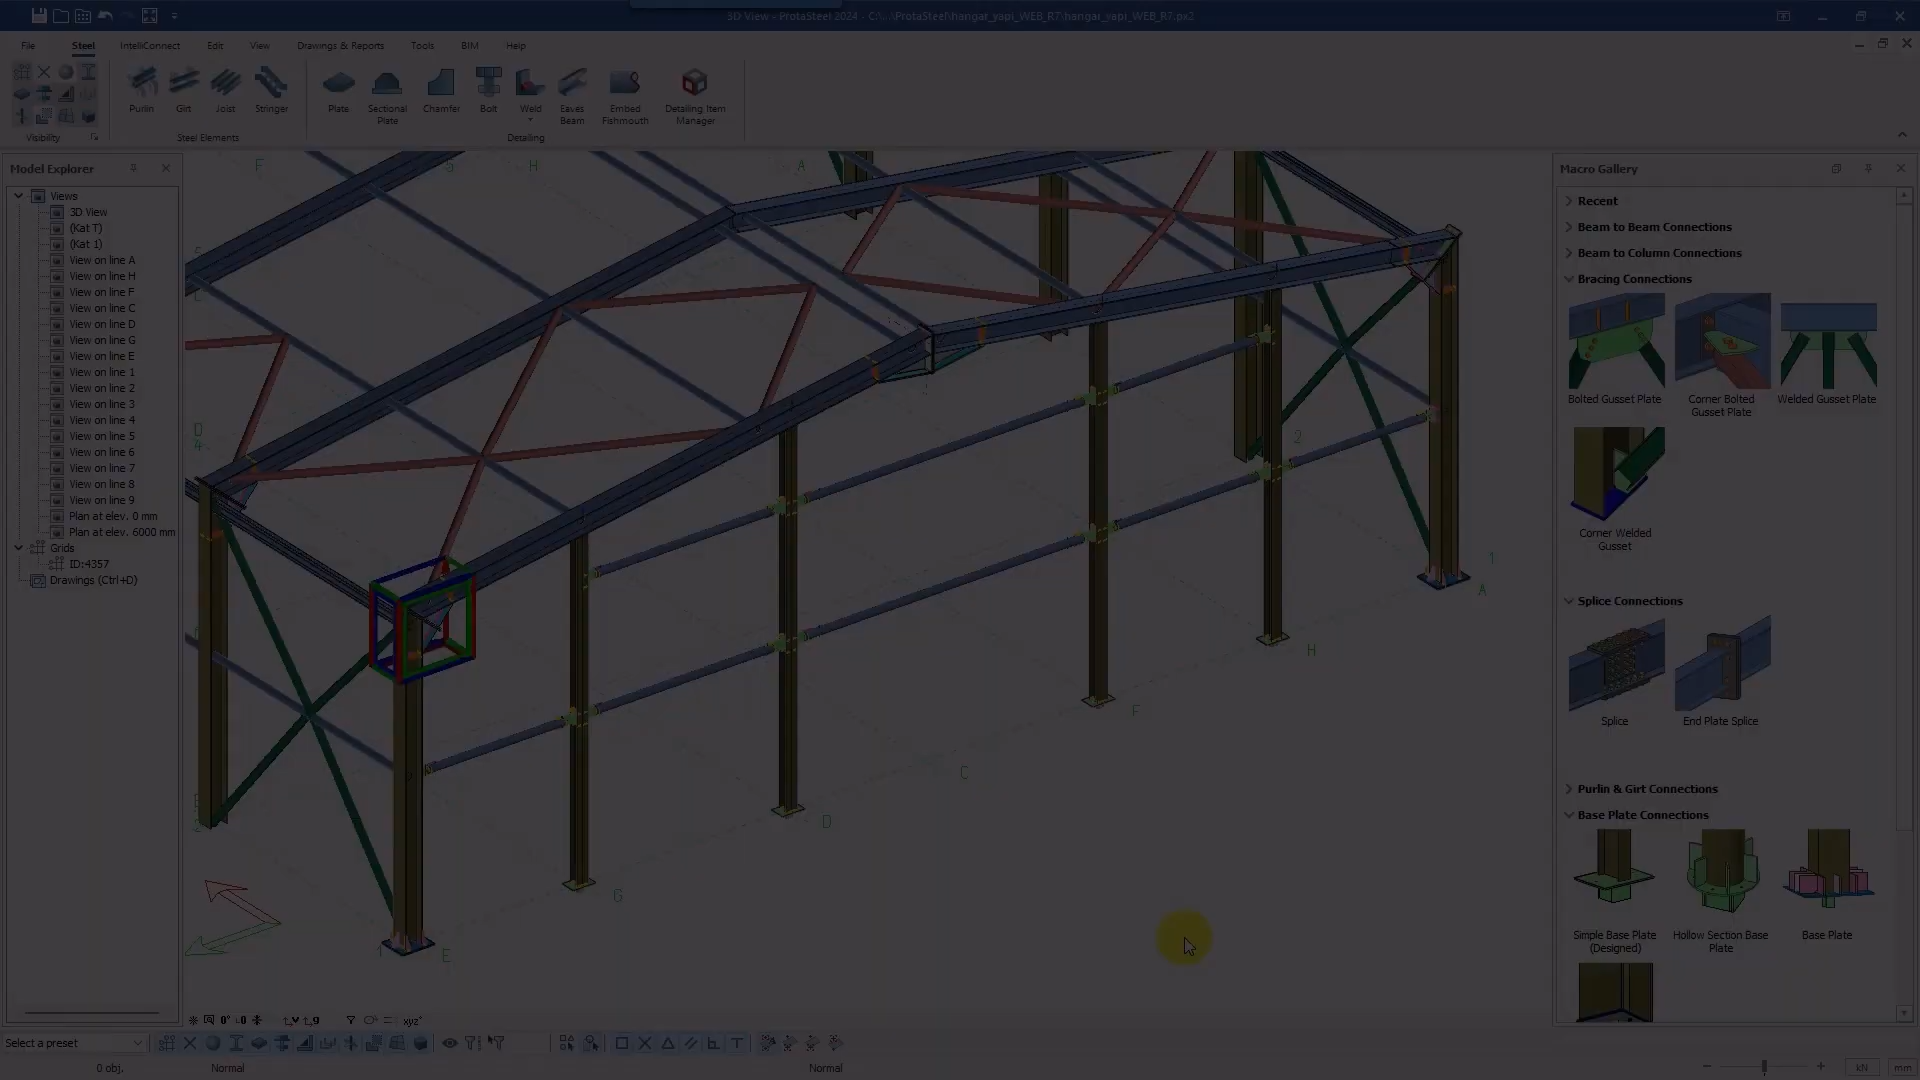 3D View - ProtaSteel 2024 - C:\...\ProtaSteel\hangar_yapi_WEB_R7\hangar_yapi_WEB_R7.px2
File Steel IntelliConnect Edit View Drawings & Reports Tools Couldn BIM Help
Purlin Girt Joist Stringer Plate Sectional Plate Chamfer Bolt Weld Eaves Beam Embed Fishmouth Detailing Item Manager
Visibility Steel Elements Detailing
Model Explorer
Views
3D View
(Kat T)
(Kat 1)
View on line A
View on line H
View on line F
View on line C
View on line D
View on line G
View on line E
View on line 1
View on line 2
View on line 3
View on line 4
View on line 5
View on line 6
View on line 7
View on line 8
View on line 9
Plan at elev. 0 mm
Plan at elev. 6000 mm
Grids
ID:4357
Drawings (Ctrl+D)
F
5
H
A
D
4
2
1
A
H
F
C
D
G
1
E
Macro Gallery
Recent
Beam to Beam Connections
Beam to Column Connections
Bracing Connections
Bolted Gusset Plate
Corner Bolted Gusset Plate
Welded Gusset Plate
Corner Welded Gusset
Splice Connections
Splice
End Plate Splice
Purlin & Girt Connections
Base Plate Connections
Simple Base Plate (Designed)
Hollow Section Base Plate
Base Plate
xyz
Select a preset
0 obj.
Normal
Normal
kN
mm